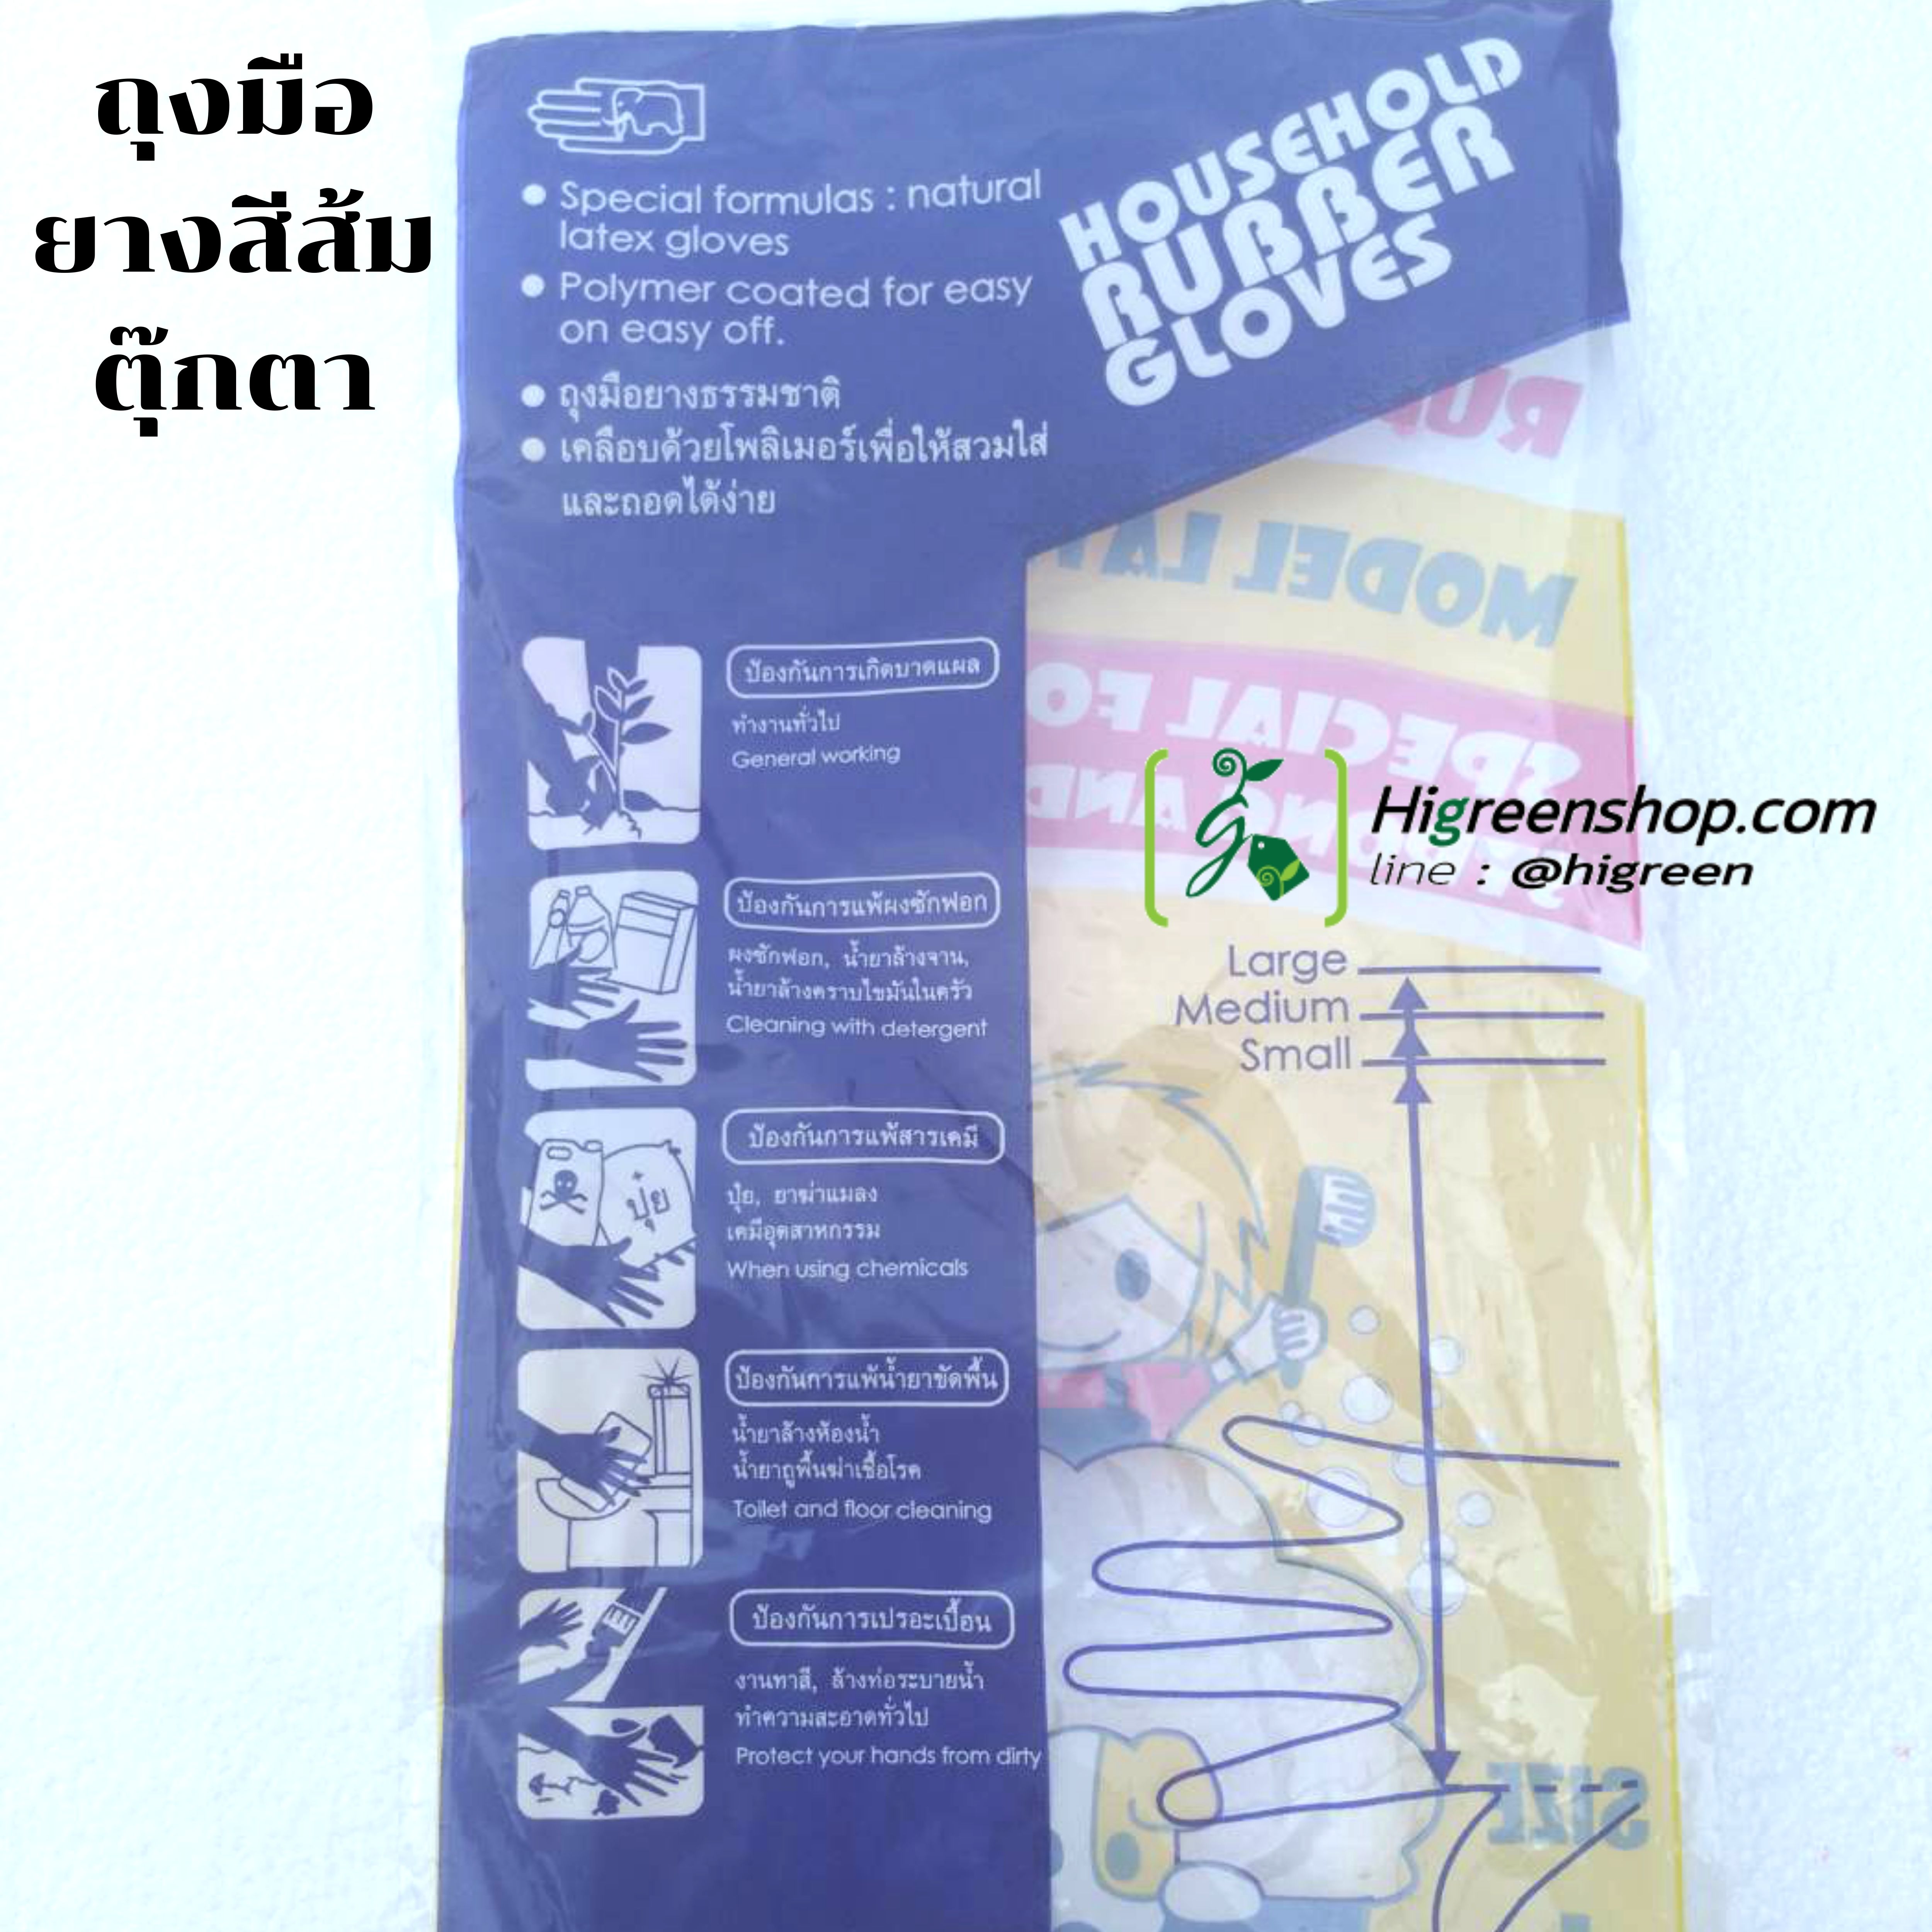 ถุงมือ
ยางสีส้ม
ตุ๊กตา
HOUSEHOLD
RUBBER
GLOVES
● Special formulas : natural
latex gloves
● Polymer coated for easy
on easy off.
● ถุงมือยางธรรมชาติ
● เคลือบด้วยโพลิเมอร์เพื่อให้สวมใส่
และถอดได้ง่าย
MODEL LAT
SPECIAL FO
STRONG AND
ป้องกันการเกิดบาดแผล
ทำงานทั่วไป
General working
Higreenshop.com
line : @higreen
ป้องกันการแพ้ผงซักฟอก
ผงซักฟอก, น้ำยาล้างจาน,
น้ำยาล้างคราบไขมันในครัว
Cleaning with detergent
Large
Medium
Small
ป้องกันการแพ้สารเคมี
ปุ๋ย
ปุ๋ย, ยาฆ่าแมลง
เคมีอุตสาหกรรม
When using chemicals
ป้องกันการแพ้น้ำยาขัดพื้น
น้ำยาล้างห้องน้ำ
น้ำยาถูพื้นฆ่าเชื้อโรค
Toilet and floor cleaning
ป้องกันการเปรอะเปื้อน
งานทาสี, ล้างท่อระบายน้ำ
ทำความสะอาดทั่วไป
Protect your hands from dirty
SIZE